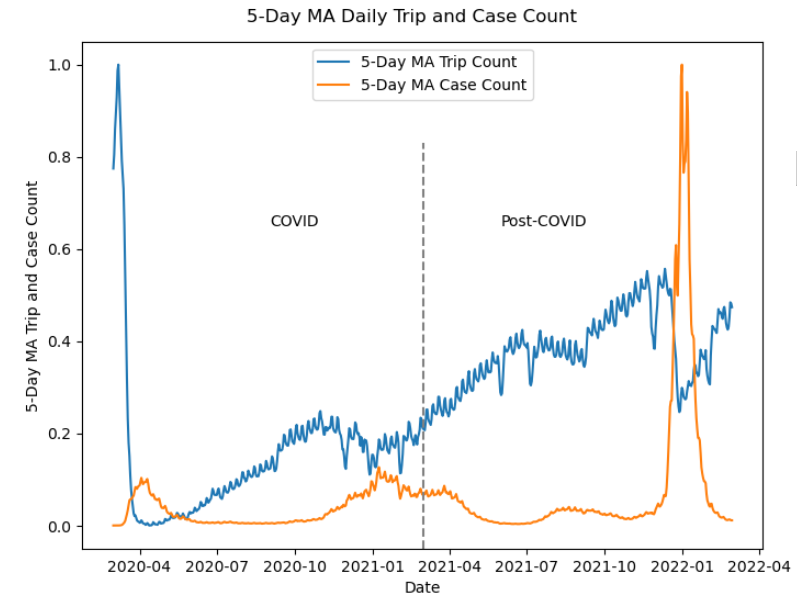 5-Day MA Daily Trip and Case Count
5-Day MA Trip Count
5-Day MA Case Count
1.0
0.8
0.6
0.4
0.2
0.0
5-Day MA Trip and Case Count
COVID
Post-COVID
2020-04 2020-07 2020-10 2021-01 2021-04 2021-07 2021-10 2022-01 2022-04
Date